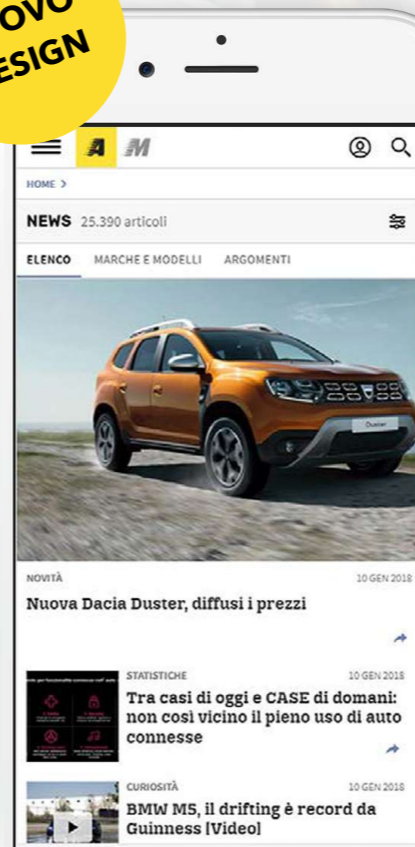 A M
HOME >
NEWS 25.390 articoli
ELENCO MARCHE E MODELLI ARGOMENTI
Duster
NOVITÀ 10 GEN 2018
Nuova Dacia Duster, diffusi i prezzi
STATISTICHE 10 GEN 2018
Tra casi di oggi e CASE di domani:
non così vicino il pieno uso di auto
connesse
CURIOSITÀ 10 GEN 2018
BMW M5, il drifting è record da
Guinness [Video]